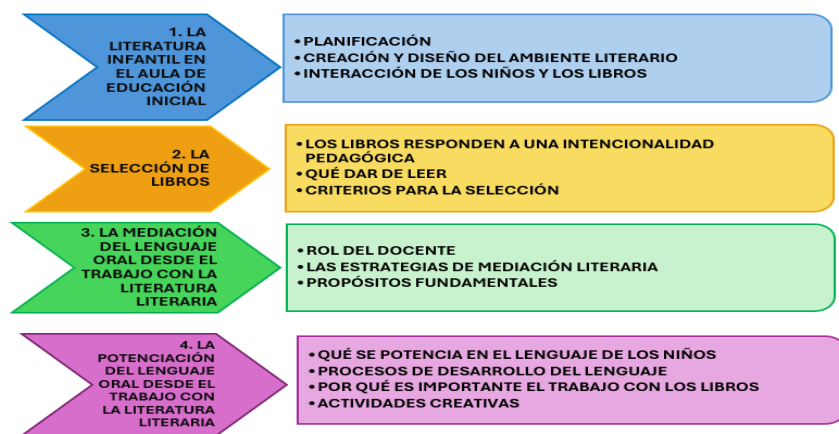 1. LA
LITERATURA
INFANTIL EN
EL AULA DE
EDUCACIÓN
INICIAL
• PLANIFICACIÓN
• CREACIÓN Y DISEÑO DEL AMBIENTE LITERARIO
• INTERACCIÓN DE LOS NIÑOS Y LOS LIBROS
2. LA
SELECCIÓN DE
LIBROS
• LOS LIBROS RESPONDEN A UNA INTENCIONALIDAD
PEDAGÓGICA
• QUÉ DAR DE LEER
• CRITERIOS PARA LA SELECCIÓN
3. LA MEDIACIÓN
DEL LENGUAJE
ORAL DESDE EL
TRABAJO CON LA
LITERATURA
LITERARIA
• ROL DEL DOCENTE
• LAS ESTRATEGIAS DE MEDIACIÓN LITERARIA
• PROPÓSITOS FUNDAMENTALES
4. LA
POTENCIACIÓN
DEL LENGUAJE
ORAL DESDE EL
TRABAJO CON
LA LITERATURA
LITERARIA
• QUÉ SE POTENCIA EN EL LENGUAJE DE LOS NIÑOS
• PROCESOS DE DESARROLLO DEL LENGUAJE
• POR QUÉ ES IMPORTANTE EL TRABAJO CON LOS LIBROS
• ACTIVIDADES CREATIVAS